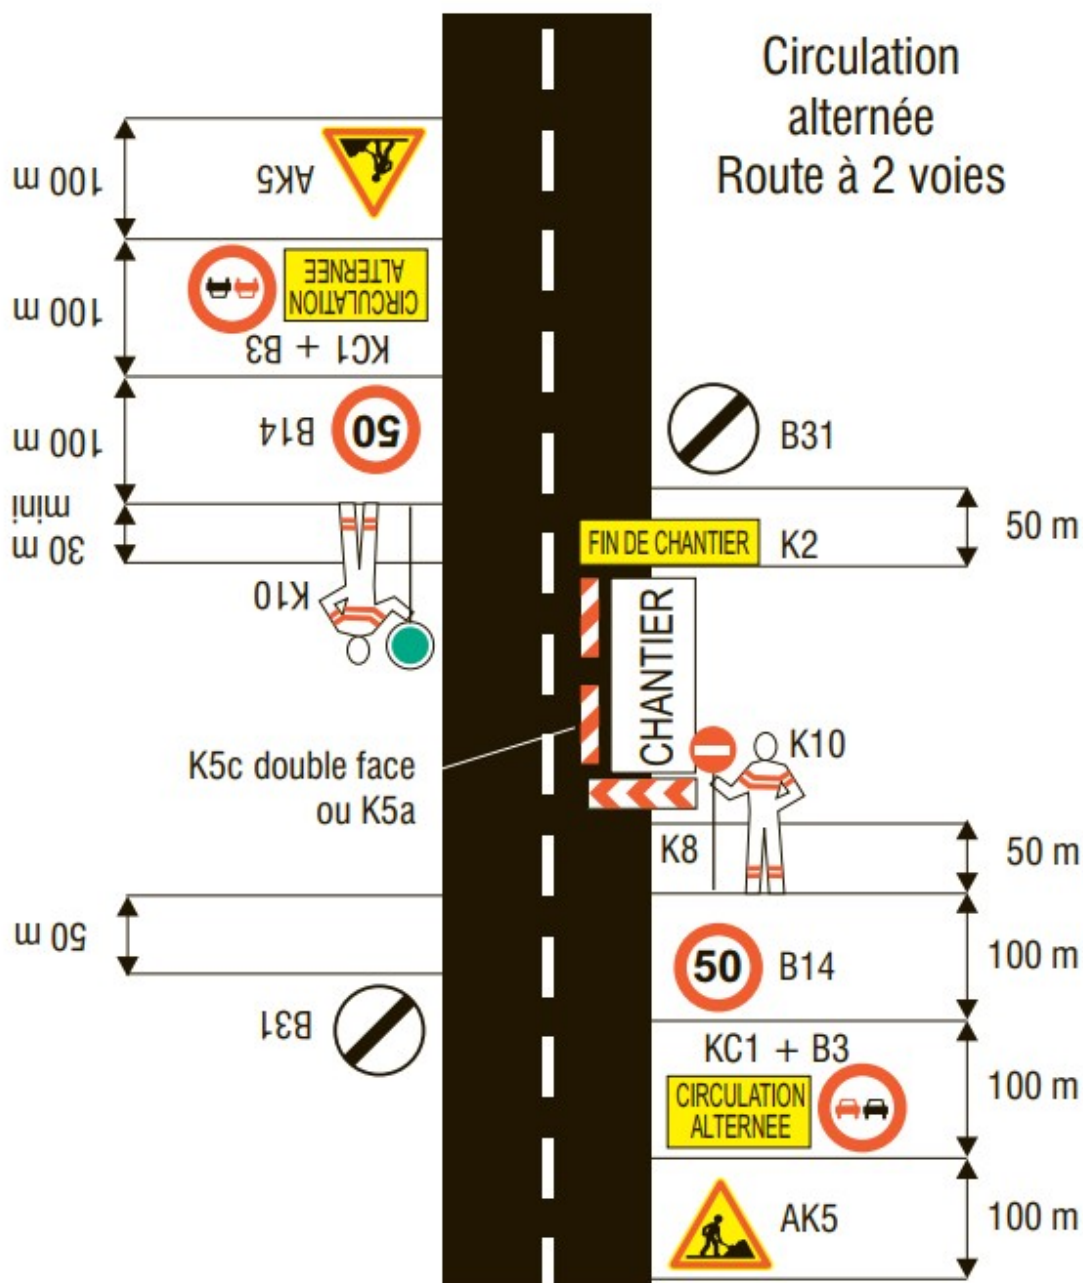 Circulation
alternée
Route à 2 voies
100 m
AK5
100 m
CIRCULATION
ALTERNEE
KC1 + B3
100 m
B14
50
30 m
mini
K10
B31
50 m
FIN DE CHANTIER
K2
CHANTIER
K10
K5c double face
ou K5a
K8
50 m
50 m
50
B14
100 m
B31
KC1 + B3
CIRCULATION
ALTERNEE
100 m
AK5
100 m